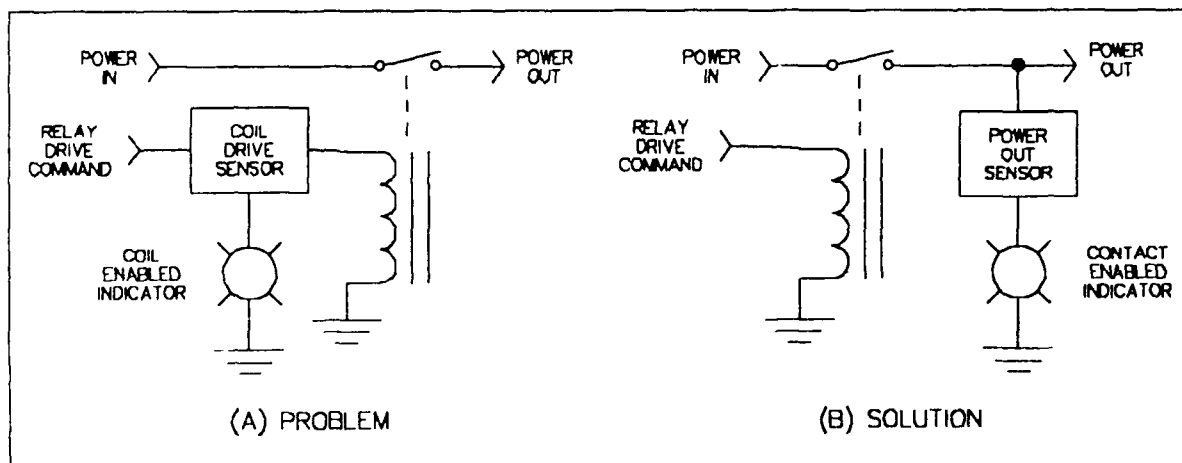 POWER
IN
POWER
OUT
RELAY
DRIVE
COMMAND
COIL
DRIVE
SENSOR
COIL
ENABLED
INDICATOR
(A) PROBLEM
POWER
IN
POWER
OUT
RELAY
DRIVE
COMMAND
POWER
OUT
SENSOR
CONTACT
ENABLED
INDICATOR
(B) SOLUTION